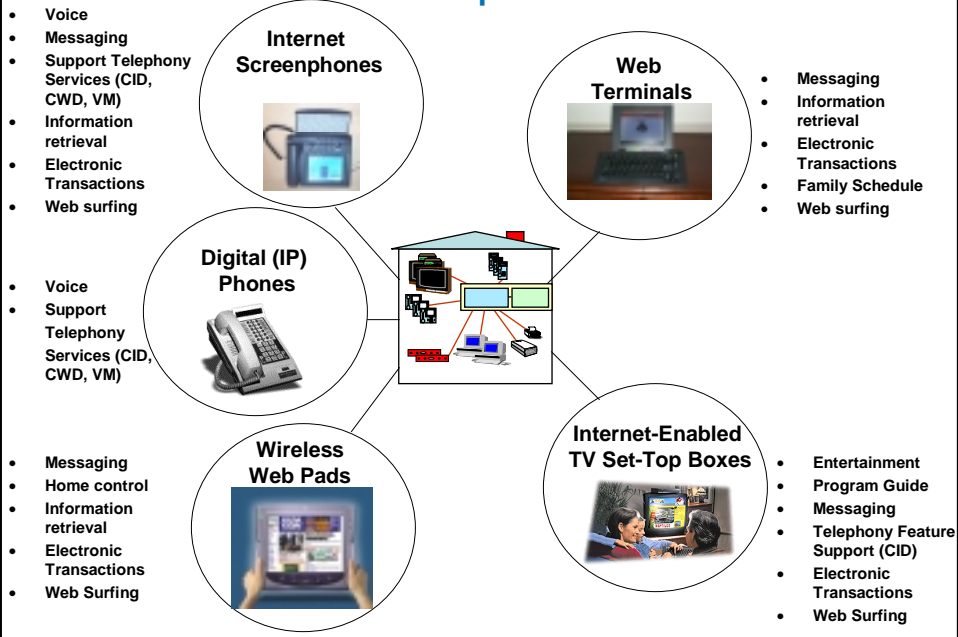 • Voice
• Messaging
• Support Telephony
Services (CID,
CWD, VM)
• Information
retrieval
• Electronic
Transactions
• Web surfing
Internet
Screenphones
Web
Terminals
• Messaging
• Information
retrieval
• Electronic
Transactions
• Family Schedule
• Web surfing
Digital (IP)
Phones
• Voice
• Support
Telephony
Services (CID,
CWD, VM)
Wireless
Web Pads
• Messaging
• Home control
• Information
retrieval
• Electronic
Transactions
• Web Surfing
Internet-Enabled
TV Set-Top Boxes
• Entertainment
• Program Guide
• Messaging
• Telephony Feature
Support (CID)
• Electronic
Transactions
• Web Surfing